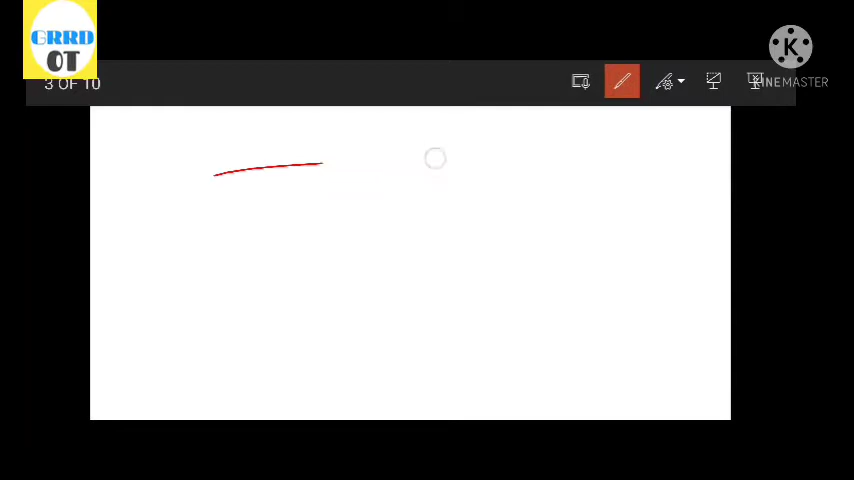 GRRD
OT
3 OF 10
K
KINEMASTER